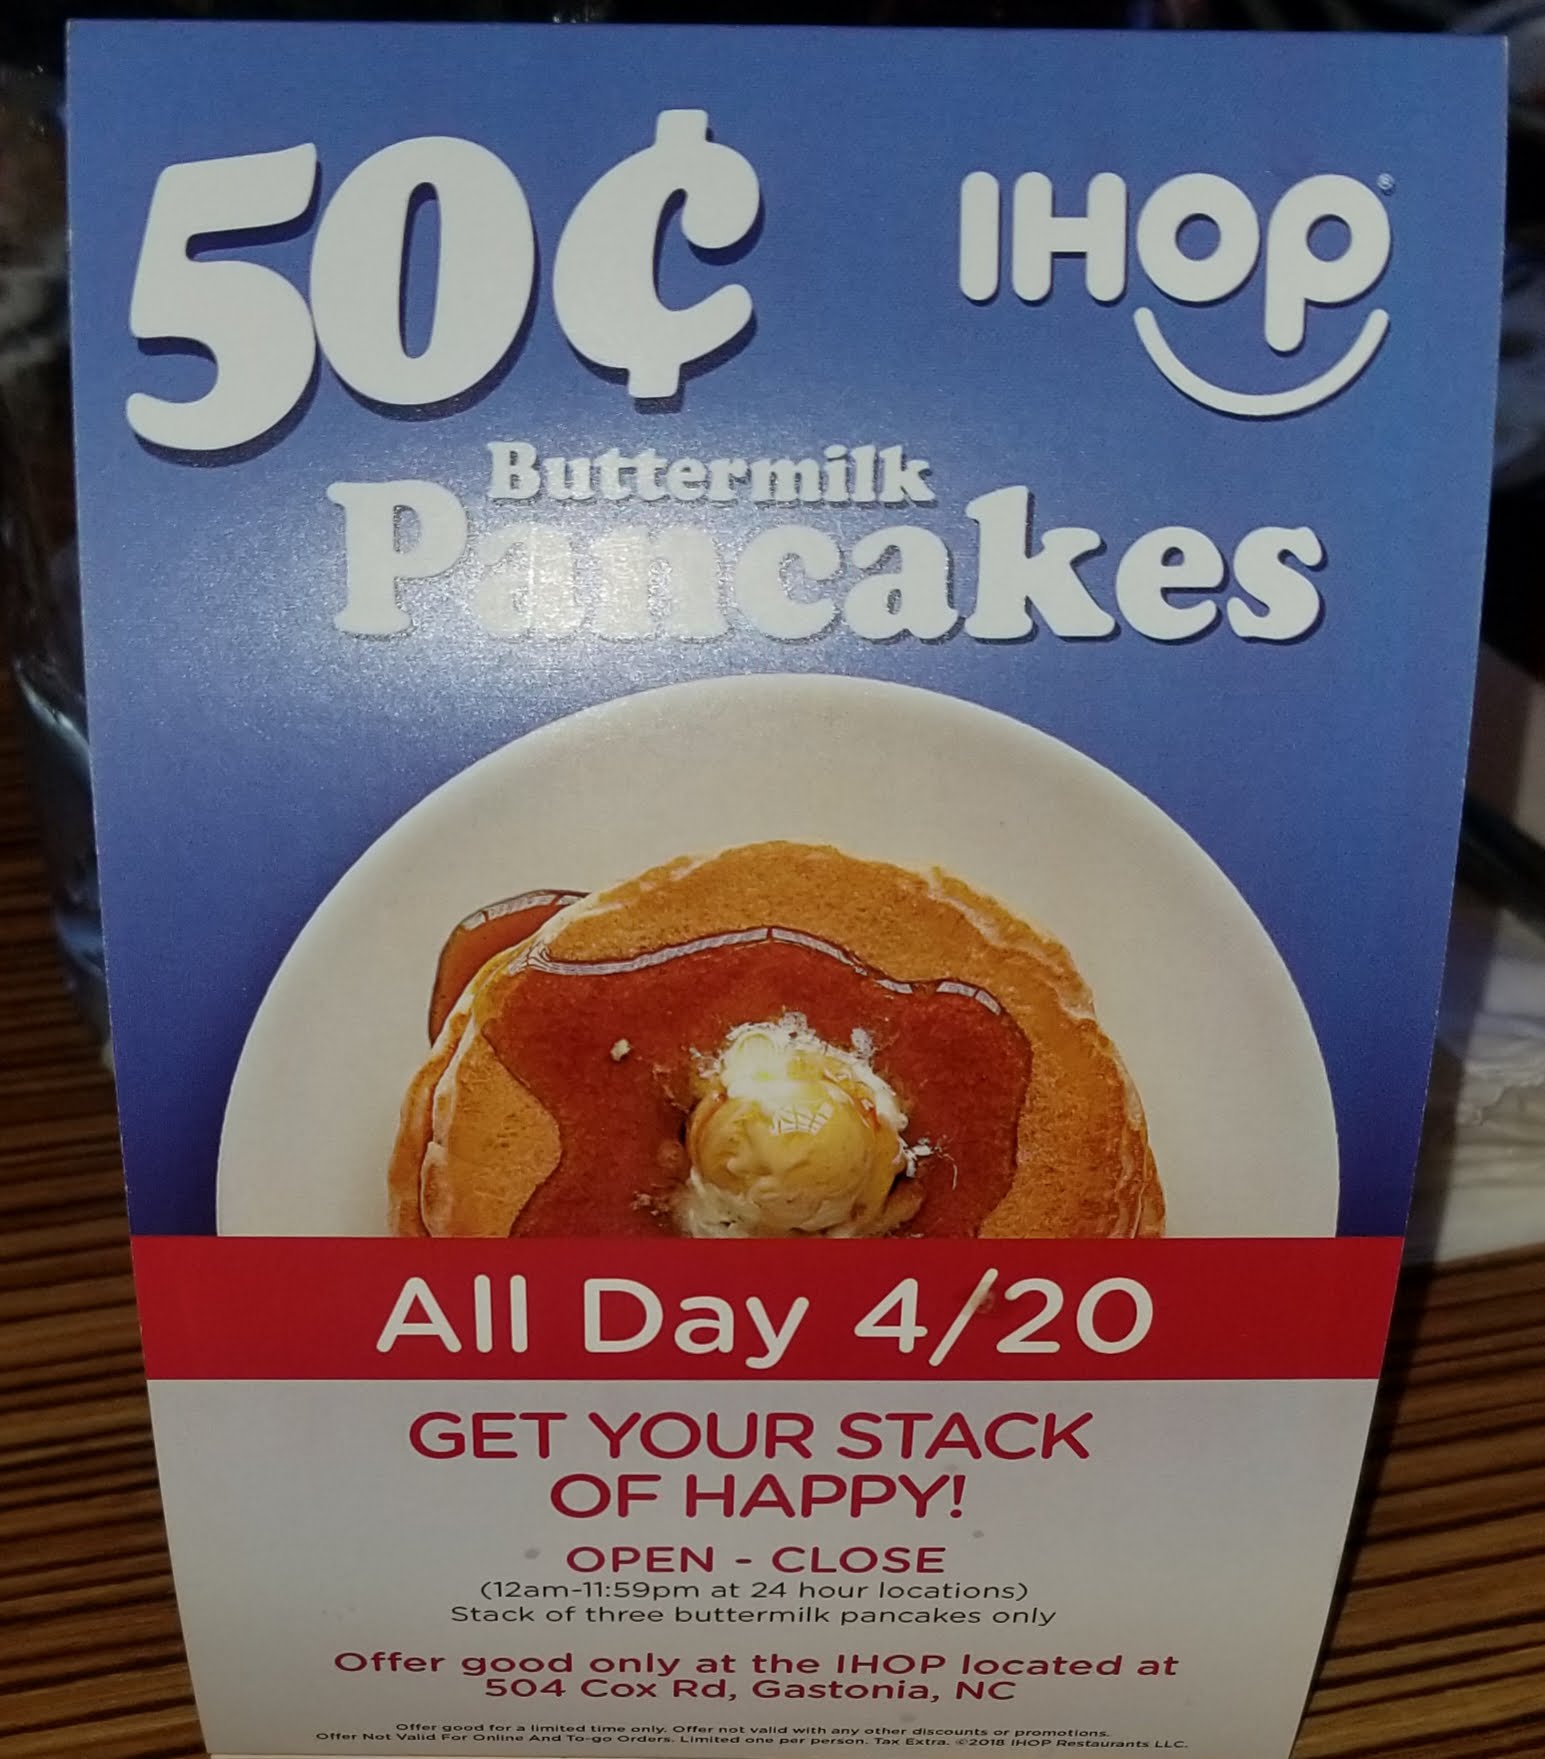 50¢ IHOP®
Buttermilk
Pancakes
All Day 4/20
GET YOUR STACK
OF HAPPY!
OPEN - CLOSE
(12am-11:59pm at 24 hour locations)
Stack of three buttermilk pancakes only
Offer good only at the IHOP located at
504 Cox Rd, Gastonia, NC
Offer good for a limited time only. Offer not valid with any other discounts or promotions.
Offer Not Valid For Online And To-go Orders. Limited one per person. Tax Extra. ©2018 IHOP Restaurants LLC.